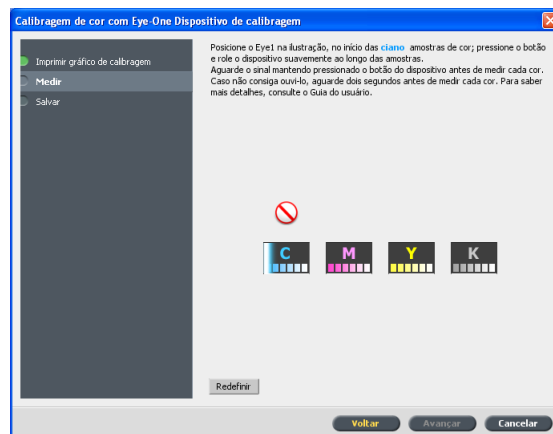 Calibragem de cor com Eye-One Dispositivo de calibragem
Imprimir gráfico de calibragem
Medir
Salvar
Posicione o Eye1 na ilustração, no início das ciano amostras de cor; pressione o botão
e role o dispositivo suavemente ao longo das amostras.
Aguarde o sinal mantendo pressionado o botão do dispositivo antes de medir cada cor.
Caso não consiga ouvi-lo, aguarde dois segundos antes de medir cada cor. Para saber
mais detalhes, consulte o Guia do usuário.
C M Y K
Redefinir
Voltar Avançar Cancelar